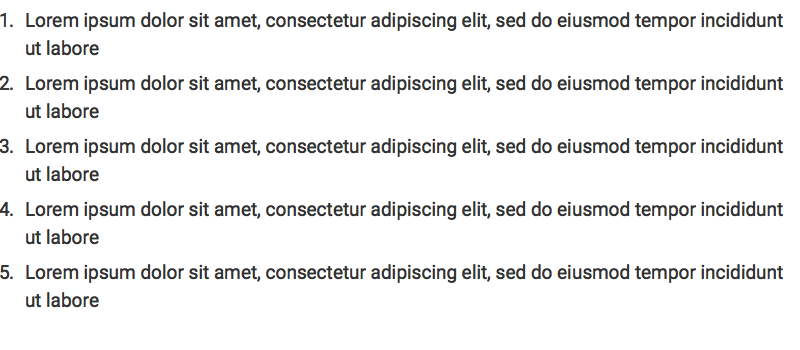 1. Lorem ipsum dolor sit amet, consectetur adipiscing elit, sed do eiusmod tempor incididunt
ut labore
2. Lorem ipsum dolor sit amet, consectetur adipiscing elit, sed do eiusmod tempor incididunt
ut labore
3. Lorem ipsum dolor sit amet, consectetur adipiscing elit, sed do eiusmod tempor incididunt
ut labore
4. Lorem ipsum dolor sit amet, consectetur adipiscing elit, sed do eiusmod tempor incididunt
ut labore
5. Lorem ipsum dolor sit amet, consectetur adipiscing elit, sed do eiusmod tempor incididunt
ut labore